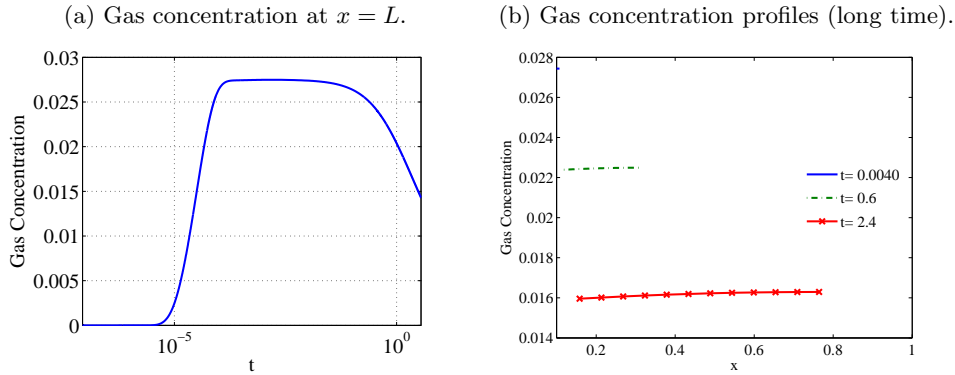 (a) Gas concentration at x = L.
0.03
0.025
0.02
0.015
0.01
0.005
0
10^−5
10^0
t
Gas Concentration
(b) Gas concentration profiles (long time).
0.028
0.026
0.024
0.022
0.02
0.018
0.016
0.014
0.2
0.4
0.6
0.8
1
x
Gas Concentration
t= 0.0040
t= 0.6
t= 2.4